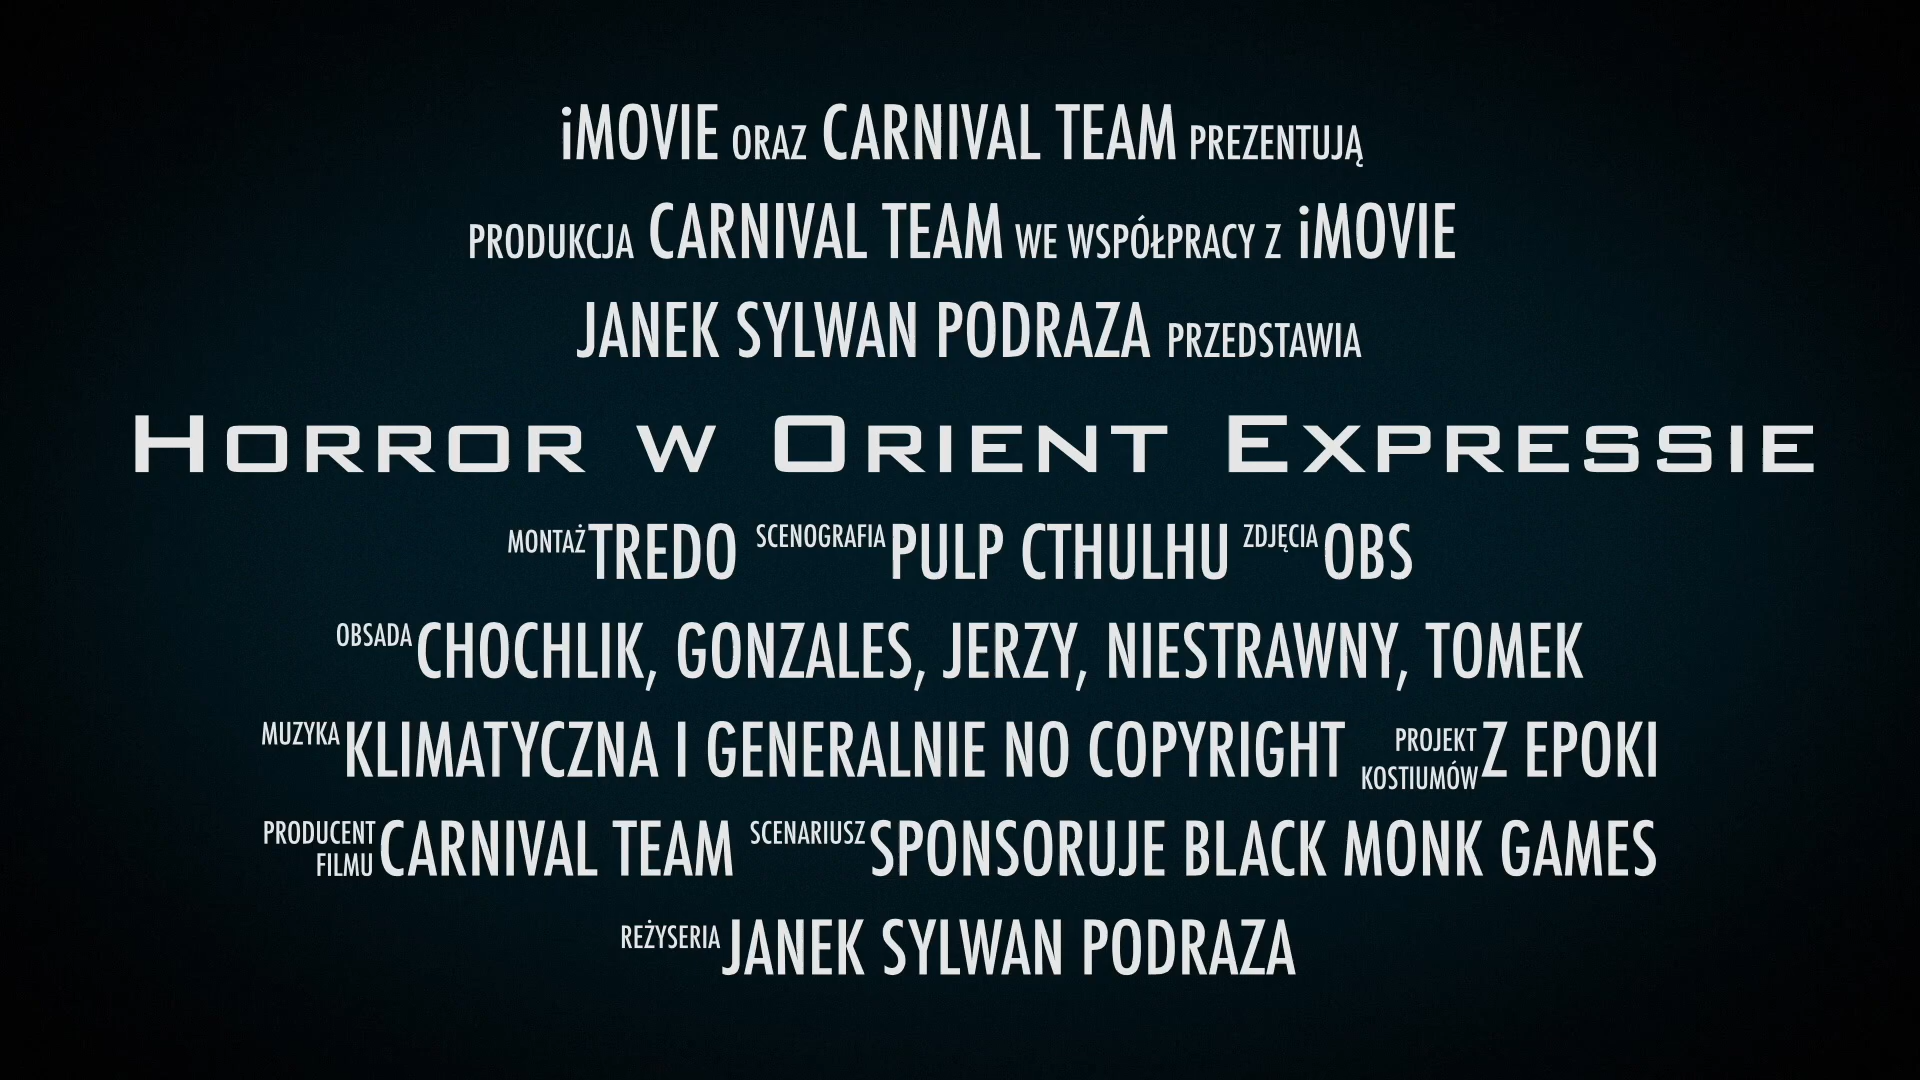 iMOVIE ORAZ CARNIVAL TEAM PREZENTUJĄ
PRODUKCJA CARNIVAL TEAM WE WSPÓŁPRACY Z iMOVIE
JANEK SYLWAN PODRAZA PRZEDSTAWIA
HORROR W ORIENT EXPRESSIE
MONTAŻ TREDO SCENOGRAFIA PULP CTHULHU ZDJĘCIA OBS
OBSADA CHOCHLIK, GONZALES, JERZY, NIESTRAWNY, TOMEK
MUZYKA KLIMATYCZNA I GENERALNIE NO COPYRIGHT PROJEKT KOSTIUMÓW Z EPOKI
PRODUCENT FILMU CARNIVAL TEAM SCENARIUSZ SPONSORUJE BLACK MONK GAMES
REŻYSERIA JANEK SYLWAN PODRAZA